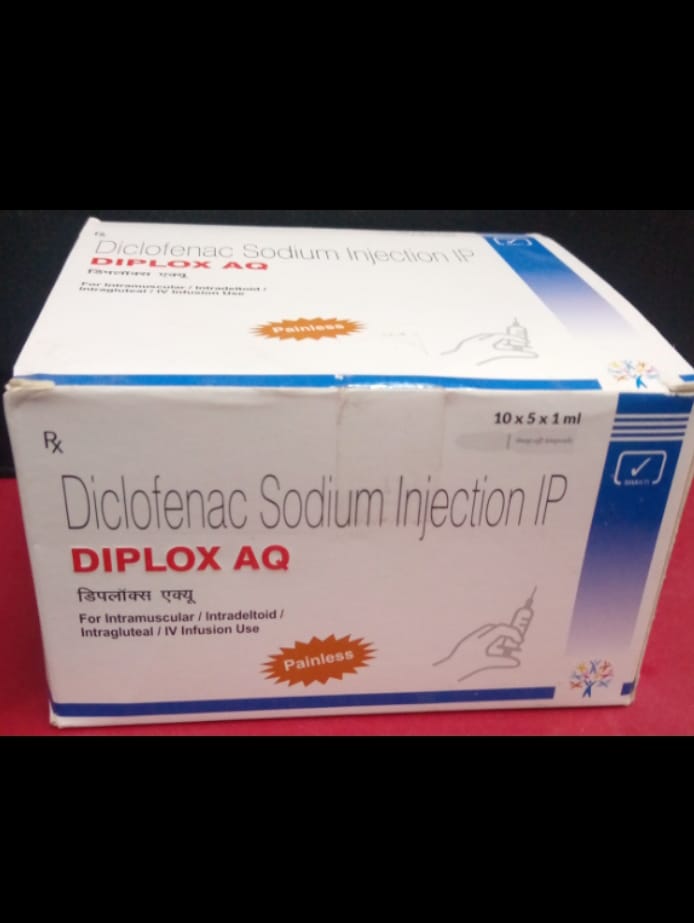 Rx
Diclofenac Sodium Injection IP
DIPLOX AQ
डिपलॉक्स एक्यू
For Intramuscular / Intradeltoid /
Intragluteal / IV Infusion Use
Painless
10 x 5 x 1 ml
Rx
Diclofenac Sodium Injection IP
DIPLOX AQ
डिपलॉक्स एक्यू
For Intramuscular / Intradeltoid /
Intragluteal / IV Infusion Use
Painless